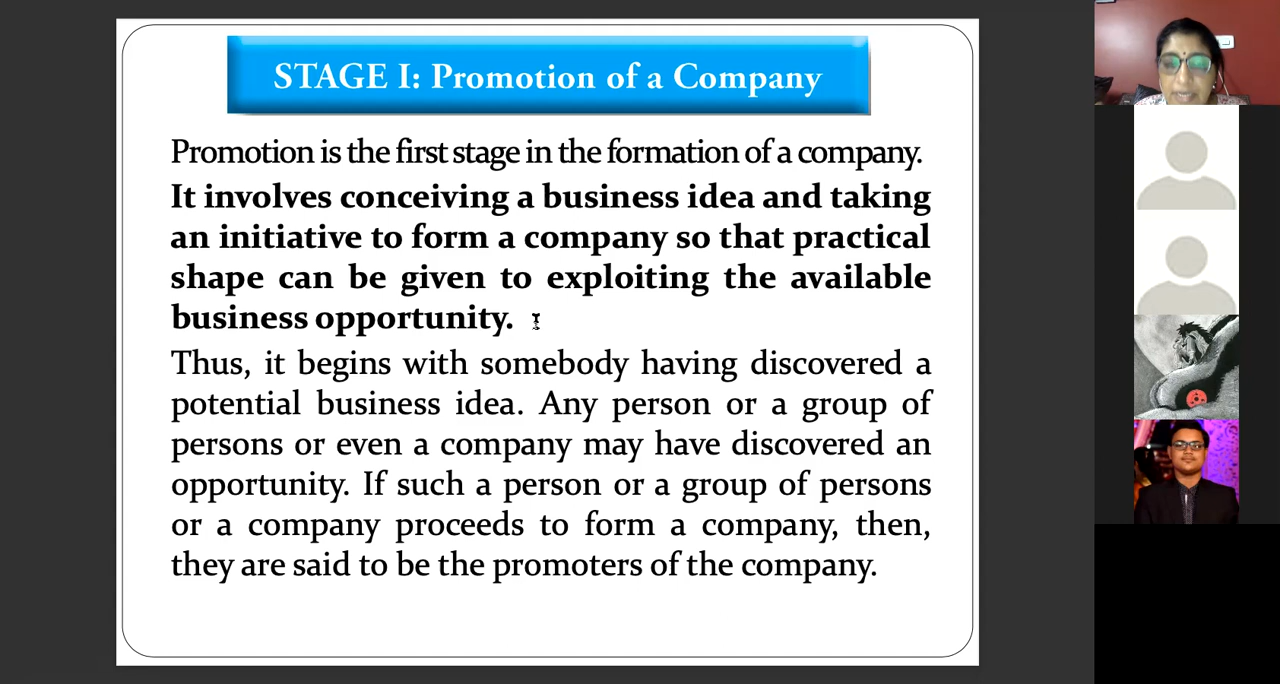 STAGE I: Promotion of a Company
Promotion is the first stage in the formation of a company.
It involves conceiving a business idea and taking
an initiative to form a company so that practical
shape can be given to exploiting the available
business opportunity.
Thus, it begins with somebody having discovered a
potential business idea. Any person or a group of
persons or even a company may have discovered an
opportunity. If such a person or a group of persons
or a company proceeds to form a company, then,
they are said to be the promoters of the company.